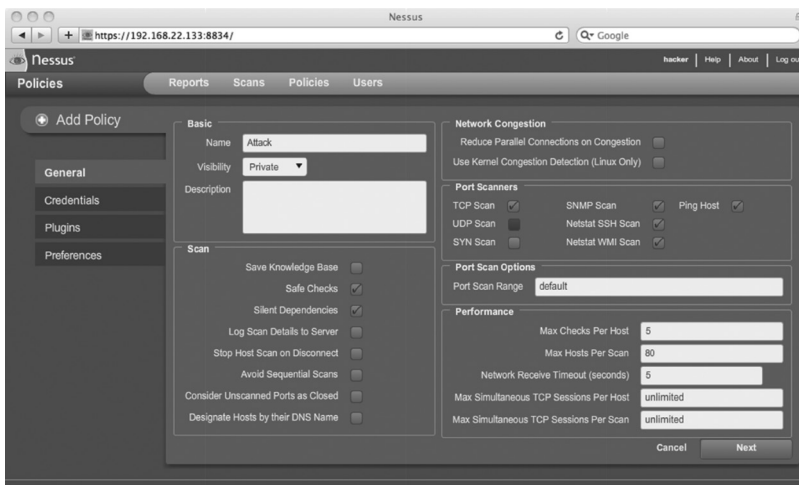 Nessus
https://192.168.22.133:8834/
Google
Nessus
hacker Help About Log ou
Policies
Reports Scans Policies Users
Add Policy
General
Credentials
Plugins
Preferences
Basic
Name Attack
Visibility Private
Description
Scan
Save Knowledge Base
Safe Checks
Silent Dependencies
Log Scan Details to Server
Stop Host Scan on Disconnect
Avoid Sequential Scans
Consider Unscanned Ports as Closed
Designate Hosts by their DNS Name
Network Congestion
Reduce Parallel Connections on Congestion
Use Kernel Congestion Detection (Linux Only)
Port Scanners
TCP Scan SNMP Scan Ping Host
UDP Scan Netstat SSH Scan
SYN Scan Netstat WMI Scan
Port Scan Options
Port Scan Range default
Performance
Max Checks Per Host 5
Max Hosts Per Scan 80
Network Receive Timeout (seconds) 5
Max Simultaneous TCP Sessions Per Host unlimited
Max Simultaneous TCP Sessions Per Scan unlimited
Cancel Next